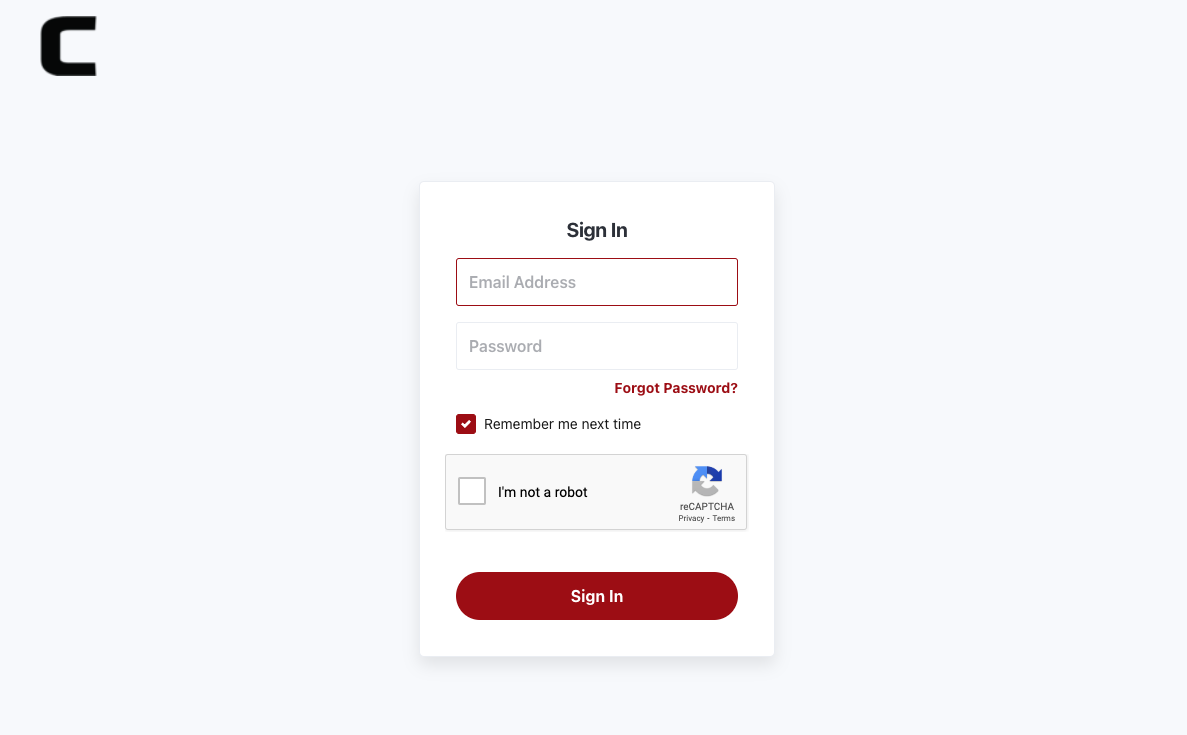 C
Sign In
Email Address
Password
Forgot Password?
Remember me next time
I'm not a robot
reCAPTCHA
Privacy - Terms
Sign In